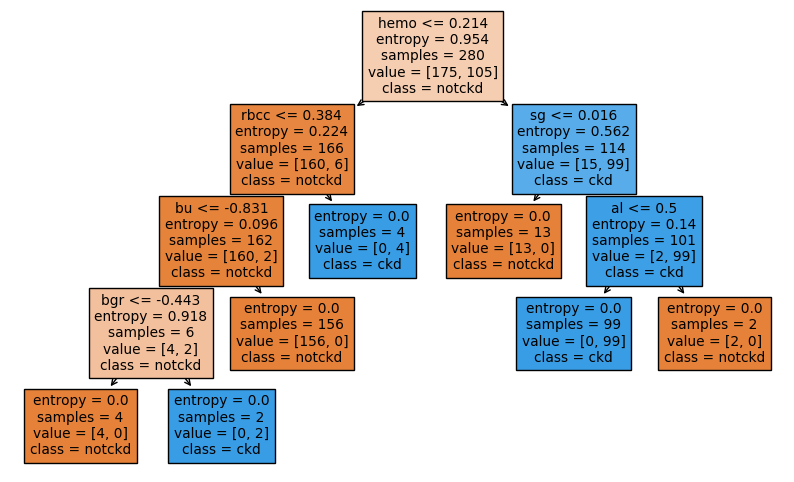 hemo <= 0.214
entropy = 0.954
samples = 280
value = [175, 105]
class = notckd
rbcc <= 0.384
entropy = 0.224
samples = 166
value = [160, 6]
class = notckd
sg <= 0.016
entropy = 0.562
samples = 114
value = [15, 99]
class = ckd
bu <= -0.831
entropy = 0.096
samples = 162
value = [160, 2]
class = notckd
entropy = 0.0
samples = 4
value = [0, 4]
class = ckd
entropy = 0.0
samples = 13
value = [13, 0]
class = notckd
al <= 0.5
entropy = 0.14
samples = 101
value = [2, 99]
class = ckd
bgr <= -0.443
entropy = 0.918
samples = 6
value = [4, 2]
class = notckd
entropy = 0.0
samples = 156
value = [156, 0]
class = notckd
entropy = 0.0
samples = 99
value = [0, 99]
class = ckd
entropy = 0.0
samples = 2
value = [2, 0]
class = notckd
entropy = 0.0
samples = 4
value = [4, 0]
class = notckd
entropy = 0.0
samples = 2
value = [0, 2]
class = ckd